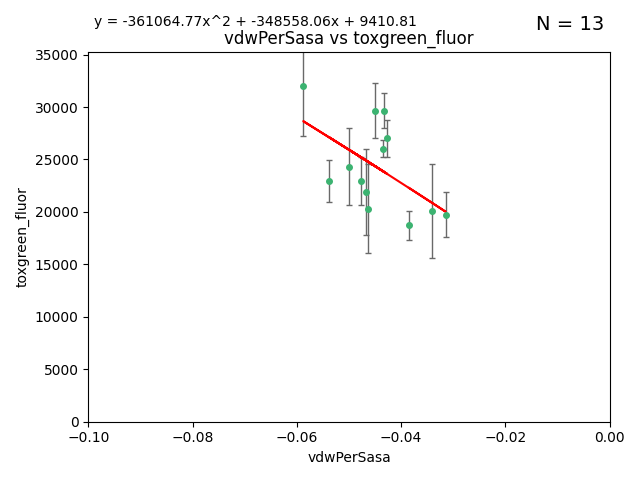 y = -361064.77x^2 + -348558.06x + 9410.81
N = 13
vdwPerSasa vs toxgreen_fluor
35000
30000
25000
20000
15000
10000
5000
0
toxgreen_fluor
−0.10 −0.08 −0.06 −0.04 −0.02 0.00
vdwPerSasa